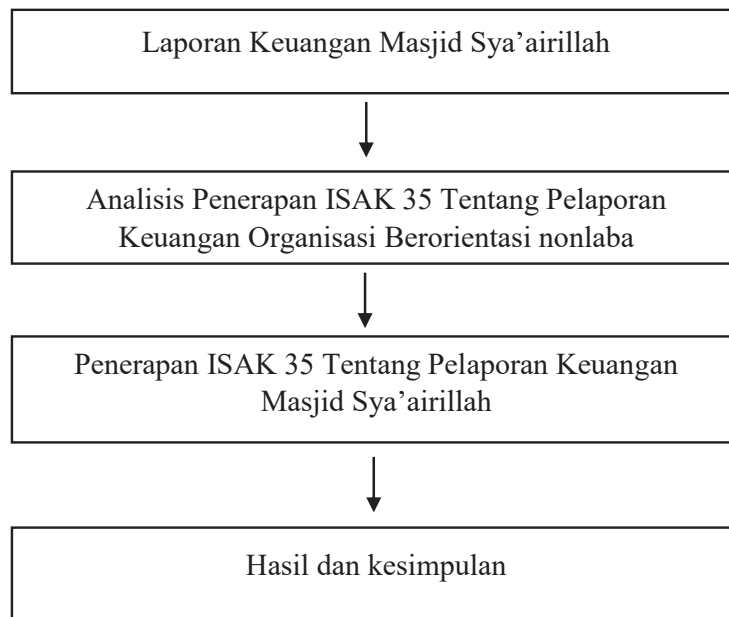 Laporan Keuangan Masjid Sya’airillah
Analisis Penerapan ISAK 35 Tentang Pelaporan
Keuangan Organisasi Berorientasi nonlaba
Penerapan ISAK 35 Tentang Pelaporan Keuangan
Masjid Sya’airillah
Hasil dan kesimpulan